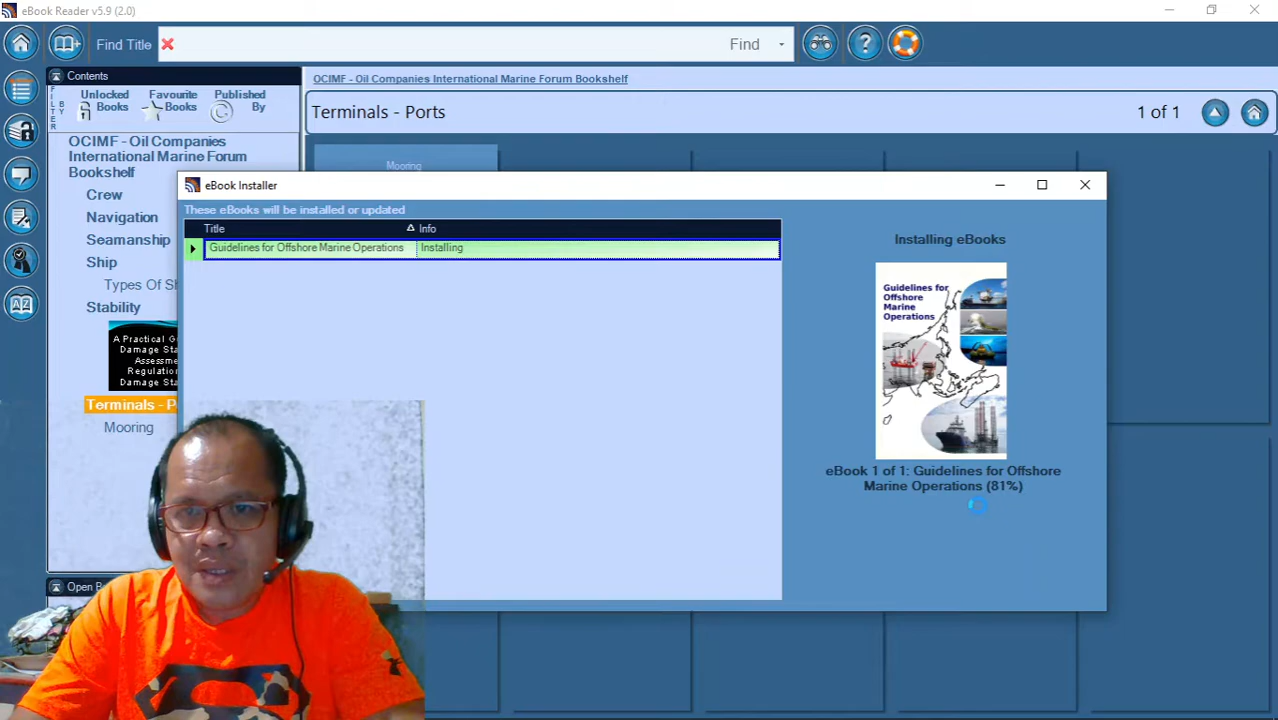 eBook Reader v5.9 (2.0)
Find Title
Find
Contents
FILTER BY
Unlocked Books
Favourite Books
Published By
OCIMF - Oil Companies
International Marine Forum
Bookshelf
Crew
Navigation
Seamanship
Ship
Types Of Sh
Stability
A Practical G
Damage Sta
Assessm
Regulation
Damage Sta
Terminals - P
Mooring
Open B
OCIMF - Oil Companies International Marine Forum Bookshelf
Terminals - Ports
1 of 1
Mooring
eBook Installer
These eBooks will be installed or updated
Title
Info
Guidelines for Offshore Marine Operations
Installing
Installing eBooks
Guidelines for
Offshore
Marine
Operations
eBook 1 of 1: Guidelines for Offshore
Marine Operations (81%)